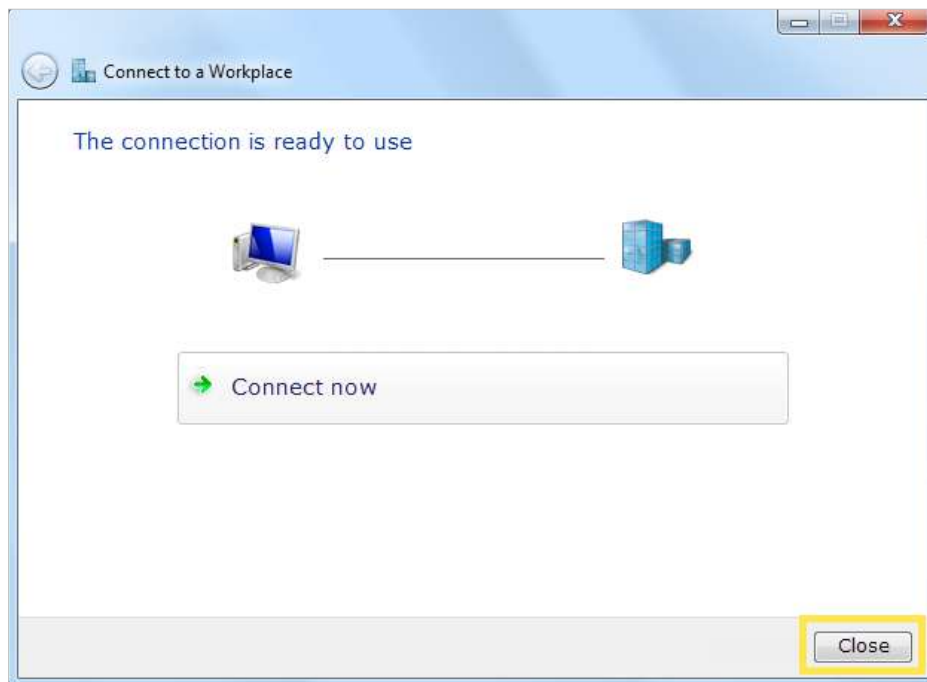 Connect to a Workplace
The connection is ready to use
Connect now
Close